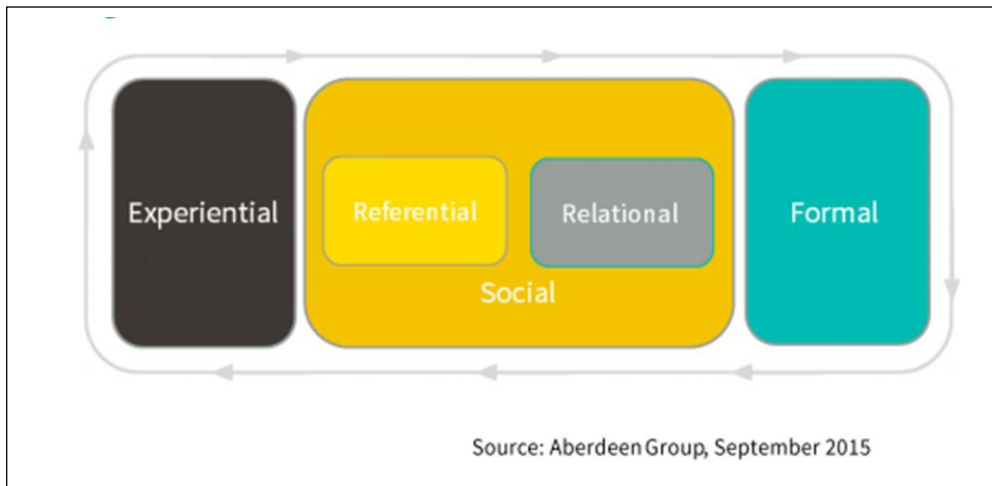 Experiential
Referential
Relational
Social
Formal
Source: Aberdeen Group, September 2015